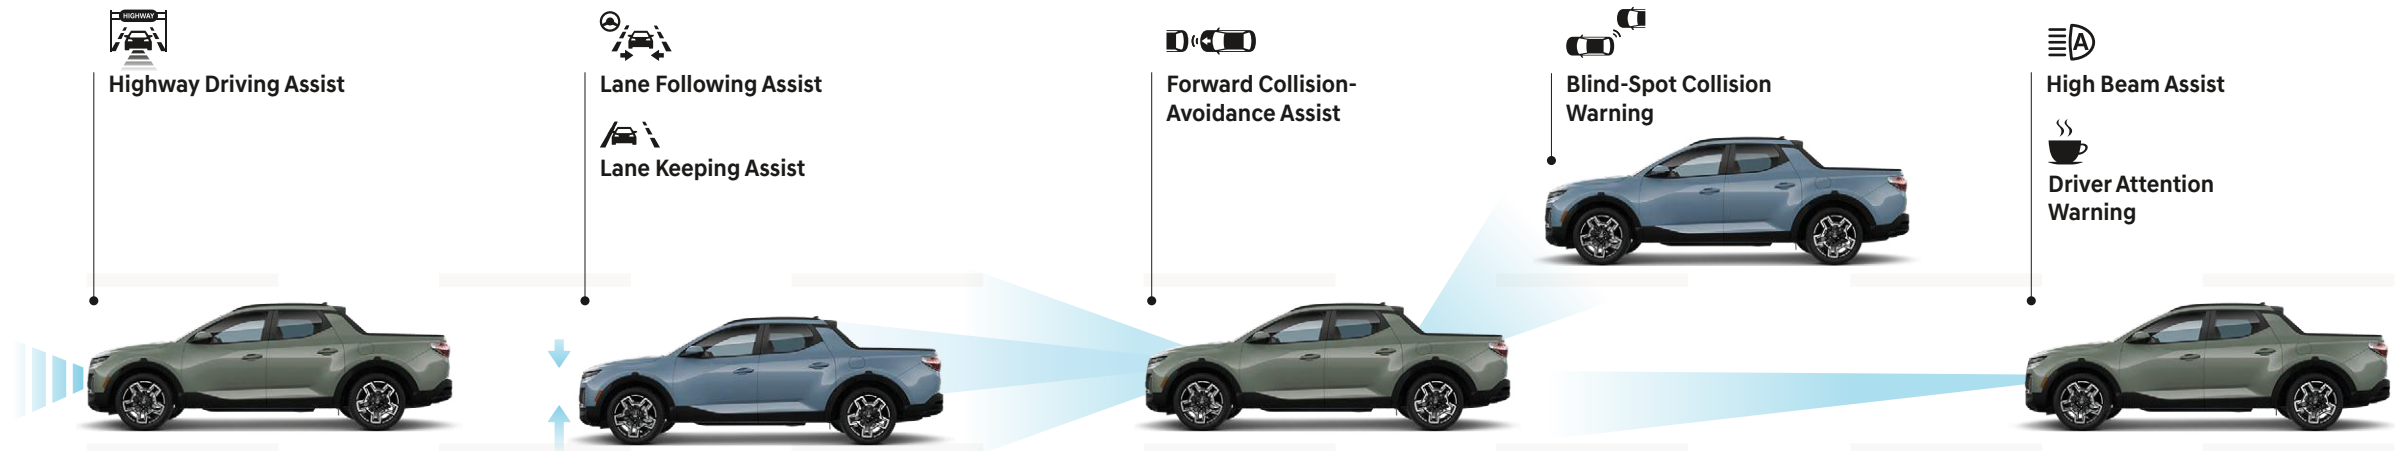 HIGHWAY
Highway Driving Assist
Lane Following Assist
Lane Keeping Assist
Forward Collision-
Avoidance Assist
Blind-Spot Collision
Warning
A
High Beam Assist
Driver Attention
Warning